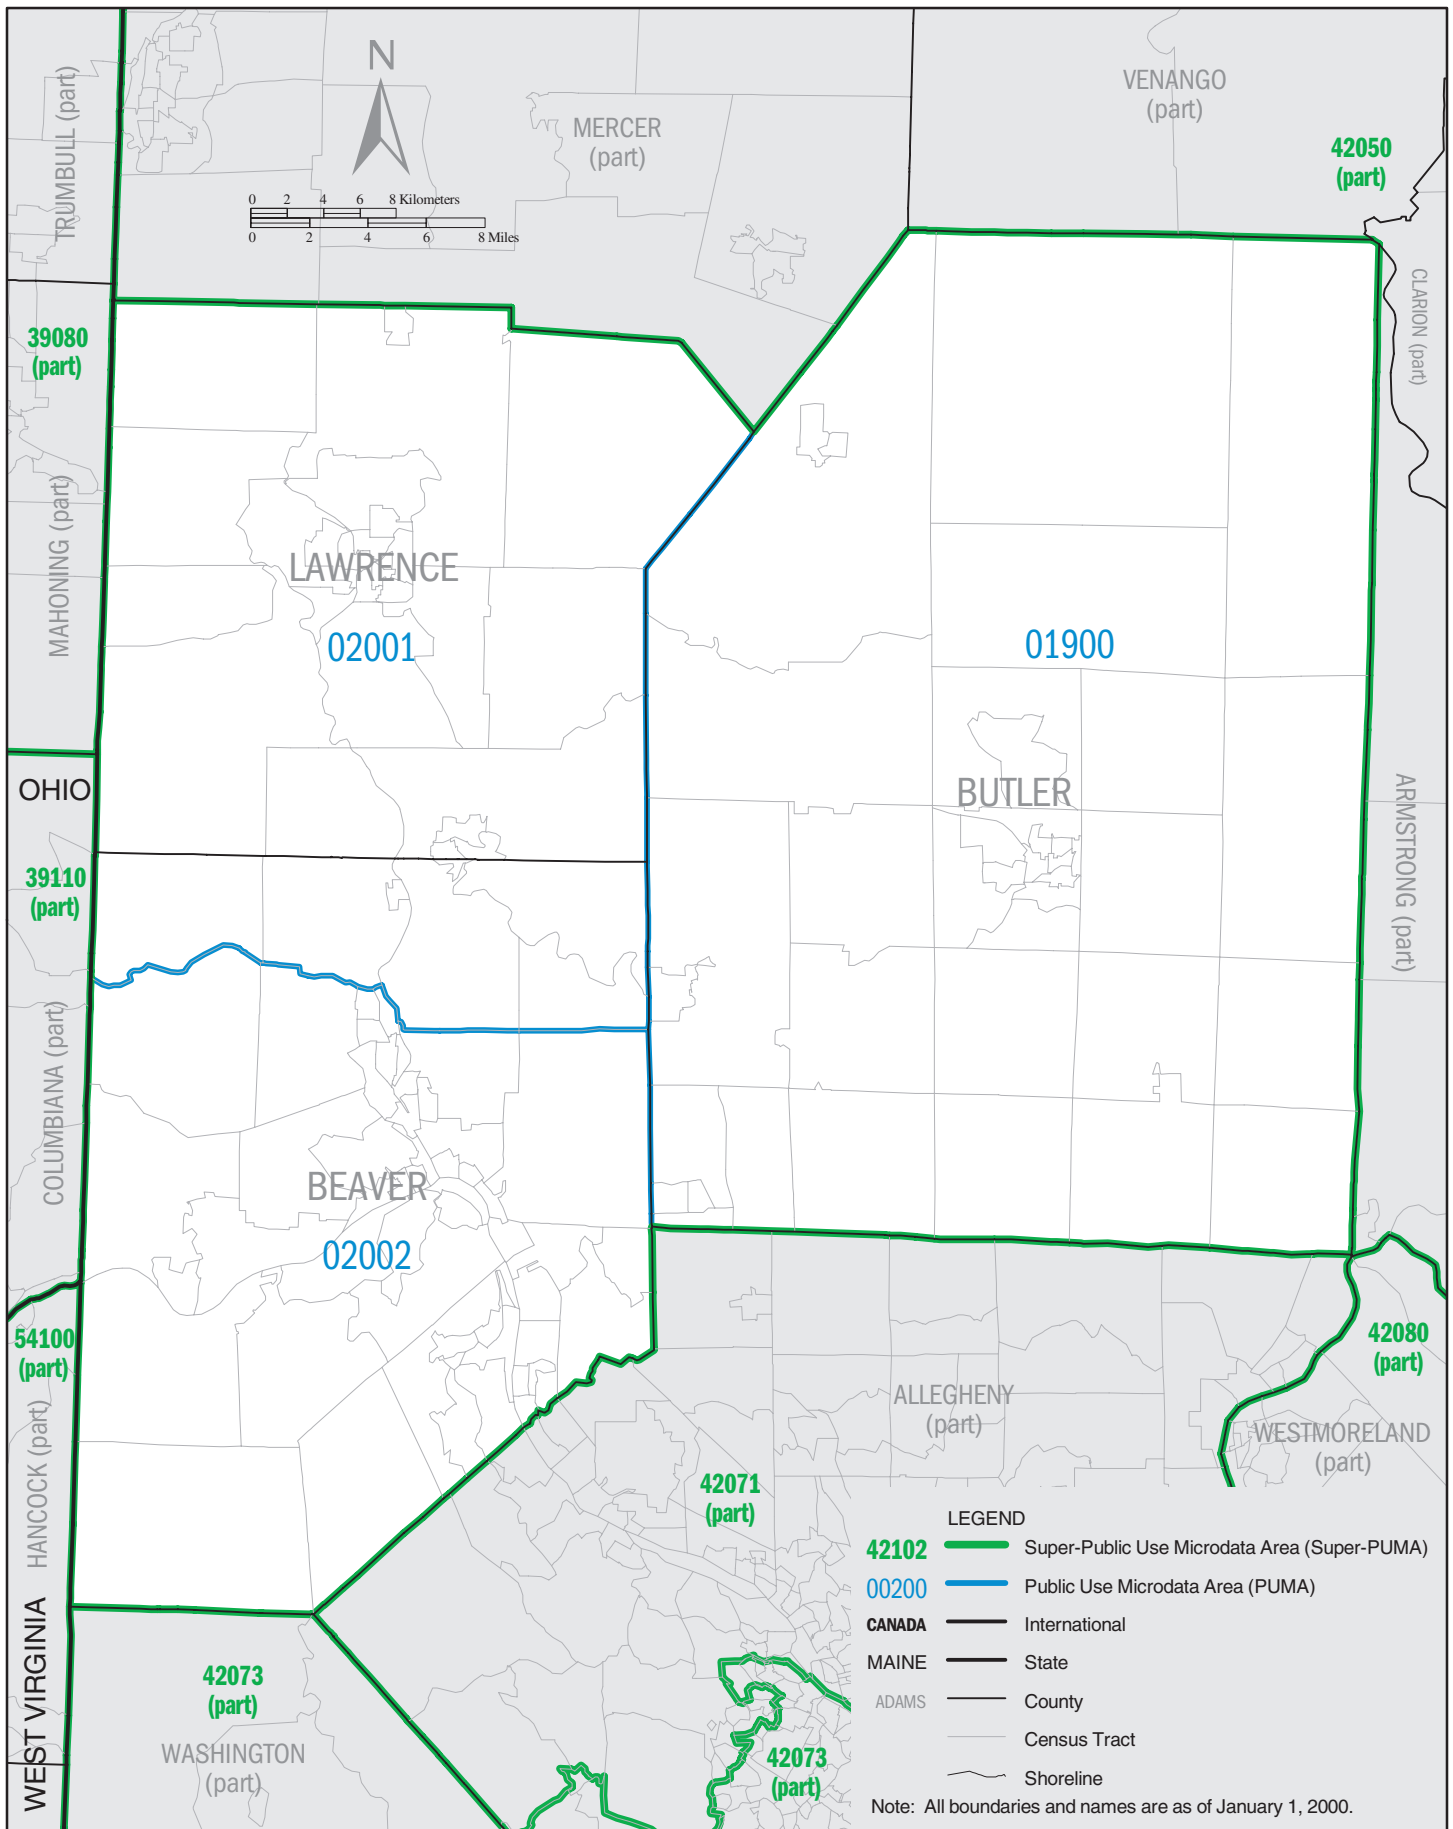 N
TRUMBULL (part)
MERCER
(part)
VENANGO
(part)
42050
(part)
0 2 4 6 8 Kilometers
0 2 4 6 8 Miles
39080
(part)
CLARION (part)
MAHONING (part)
LAWRENCE
02001
01900
OHIO
BUTLER
ARMSTRONG (part)
39110
(part)
COLUMBIANA (part)
BEAVER
02002
54100
(part)
42080
(part)
HANCOCK (part)
ALLEGHENY
(part)
WESTMORELAND
(part)
42071
(part)
WEST VIRGINIA
42073
(part)
WASHINGTON
(part)
42073
(part)
LEGEND
42102 Super-Public Use Microdata Area (Super-PUMA)
00200 Public Use Microdata Area (PUMA)
CANADA International
MAINE State
ADAMS County
Census Tract
Shoreline
Note: All boundaries and names are as of January 1, 2000.